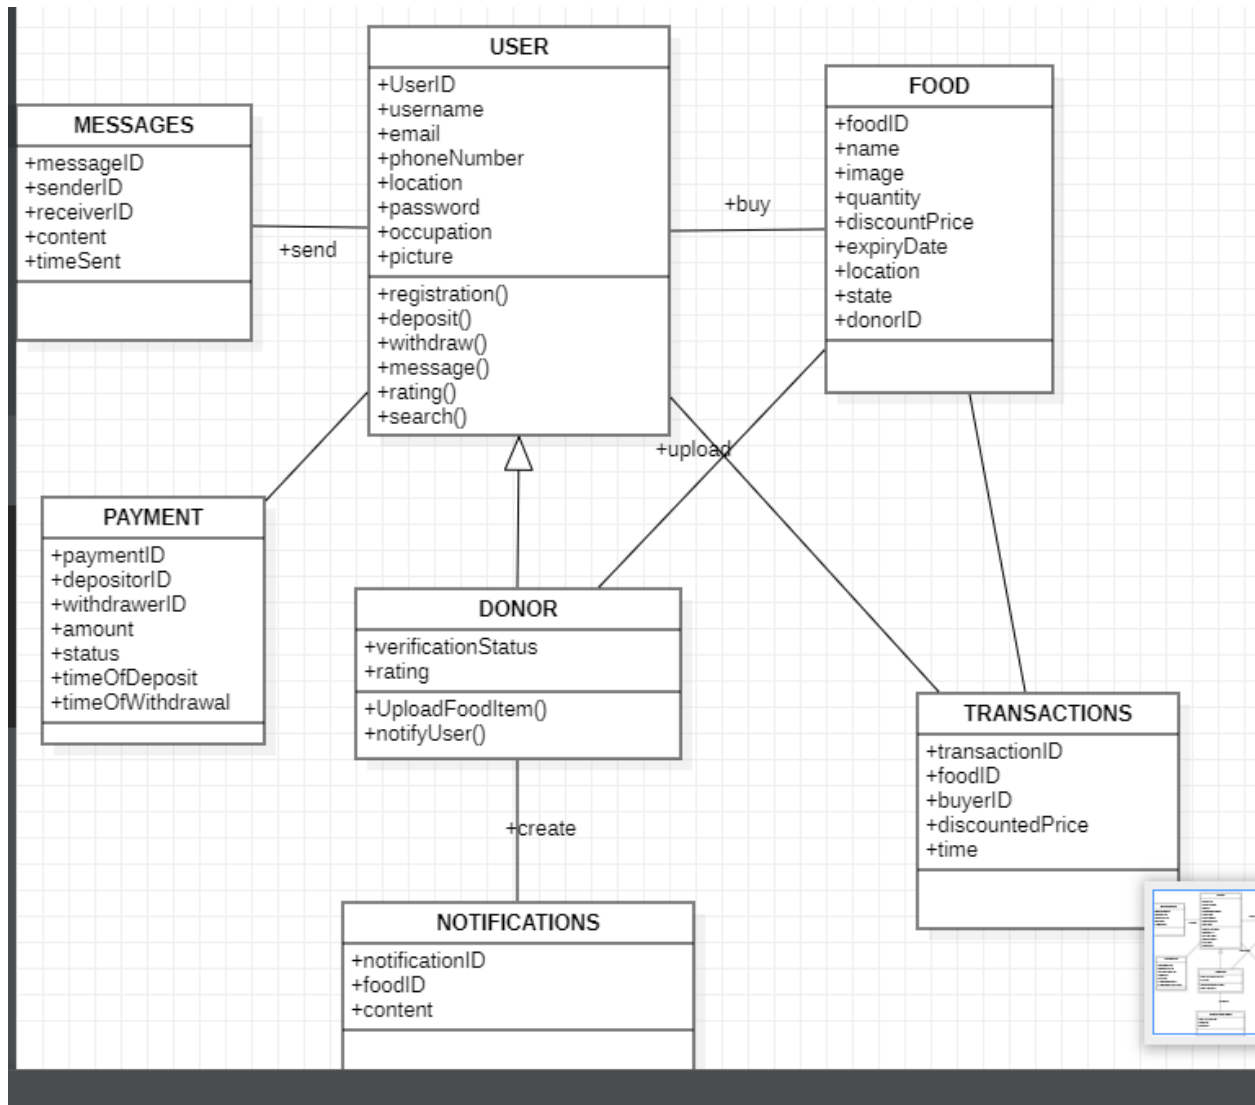 USER
+UserID
+username
+email
+phoneNumber
+location
+password
+occupation
+picture
+registration()
+deposit()
+withdraw()
+message()
+rating()
+search()
MESSAGES
+messageID
+senderID
+receiverID
+content
+timeSent
+send
FOOD
+foodID
+name
+image
+quantity
+discountPrice
+expiryDate
+location
+state
+donorID
+buy
+upload
PAYMENT
+paymentID
+depositorID
+withdrawerID
+amount
+status
+timeOfDeposit
+timeOfWithdrawal
DONOR
+verificationStatus
+rating
+UploadFoodItem()
+notifyUser()
+create
TRANSACTIONS
+transactionID
+foodID
+buyerID
+discountedPrice
+time
NOTIFICATIONS
+notificationID
+foodID
+content